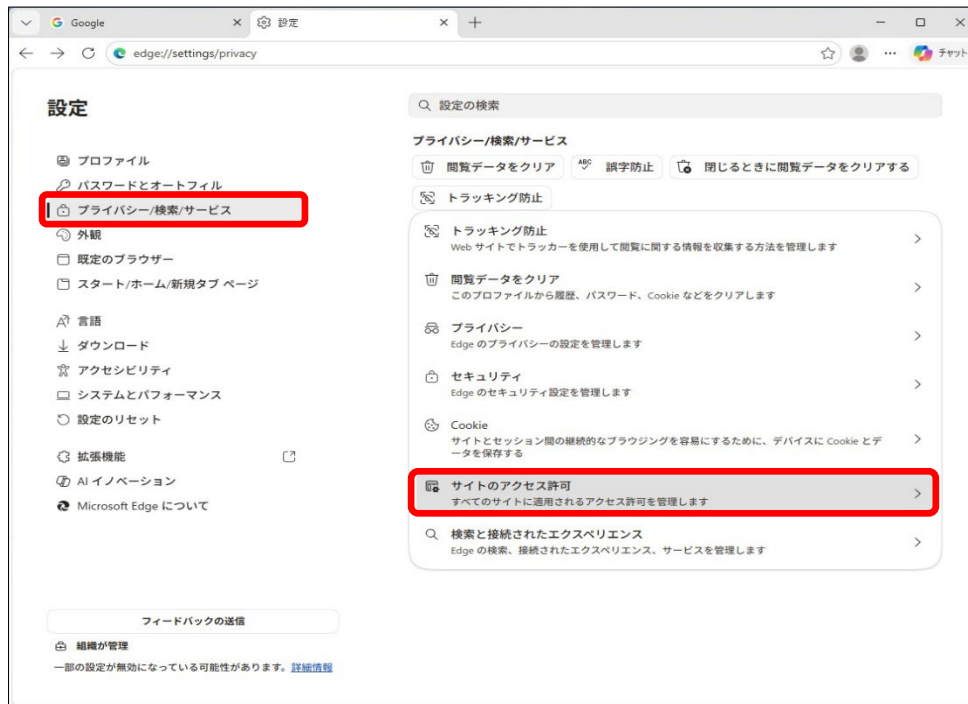 Google
設定
edge://settings/privacy
チャット
設定
設定の検索
プロファイル
パスワードとオートフィル
プライバシー/検索/サービス
外観
既定のブラウザー
スタート/ホーム/新規タブ ページ
言語
ダウンロード
アクセシビリティ
システムとパフォーマンス
設定のリセット
拡張機能
AI イノベーション
Microsoft Edge について
プライバシー/検索/サービス
閲覧データをクリア
ABC 誤字防止
閉じるときに閲覧データをクリアする
トラッキング防止
トラッキング防止
Web サイトでトラッカーを使用して閲覧に関する情報を収集する方法を管理します
閲覧データをクリア
このプロファイルから履歴、パスワード、Cookie などをクリアします
プライバシー
Edge のプライバシーの設定を管理します
セキュリティ
Edge のセキュリティ設定を管理します
Cookie
サイトとセッション間の継続的なブラウジングを容易にするために、デバイスに Cookie とデ
ータを保存する
サイトのアクセス許可
すべてのサイトに適用されるアクセス許可を管理します
検索と接続されたエクスペリエンス
Edge の検索、接続されたエクスペリエンス、サービスを管理します
フィードバックの送信
組織が管理
一部の設定が無効になっている可能性があります。詳細情報